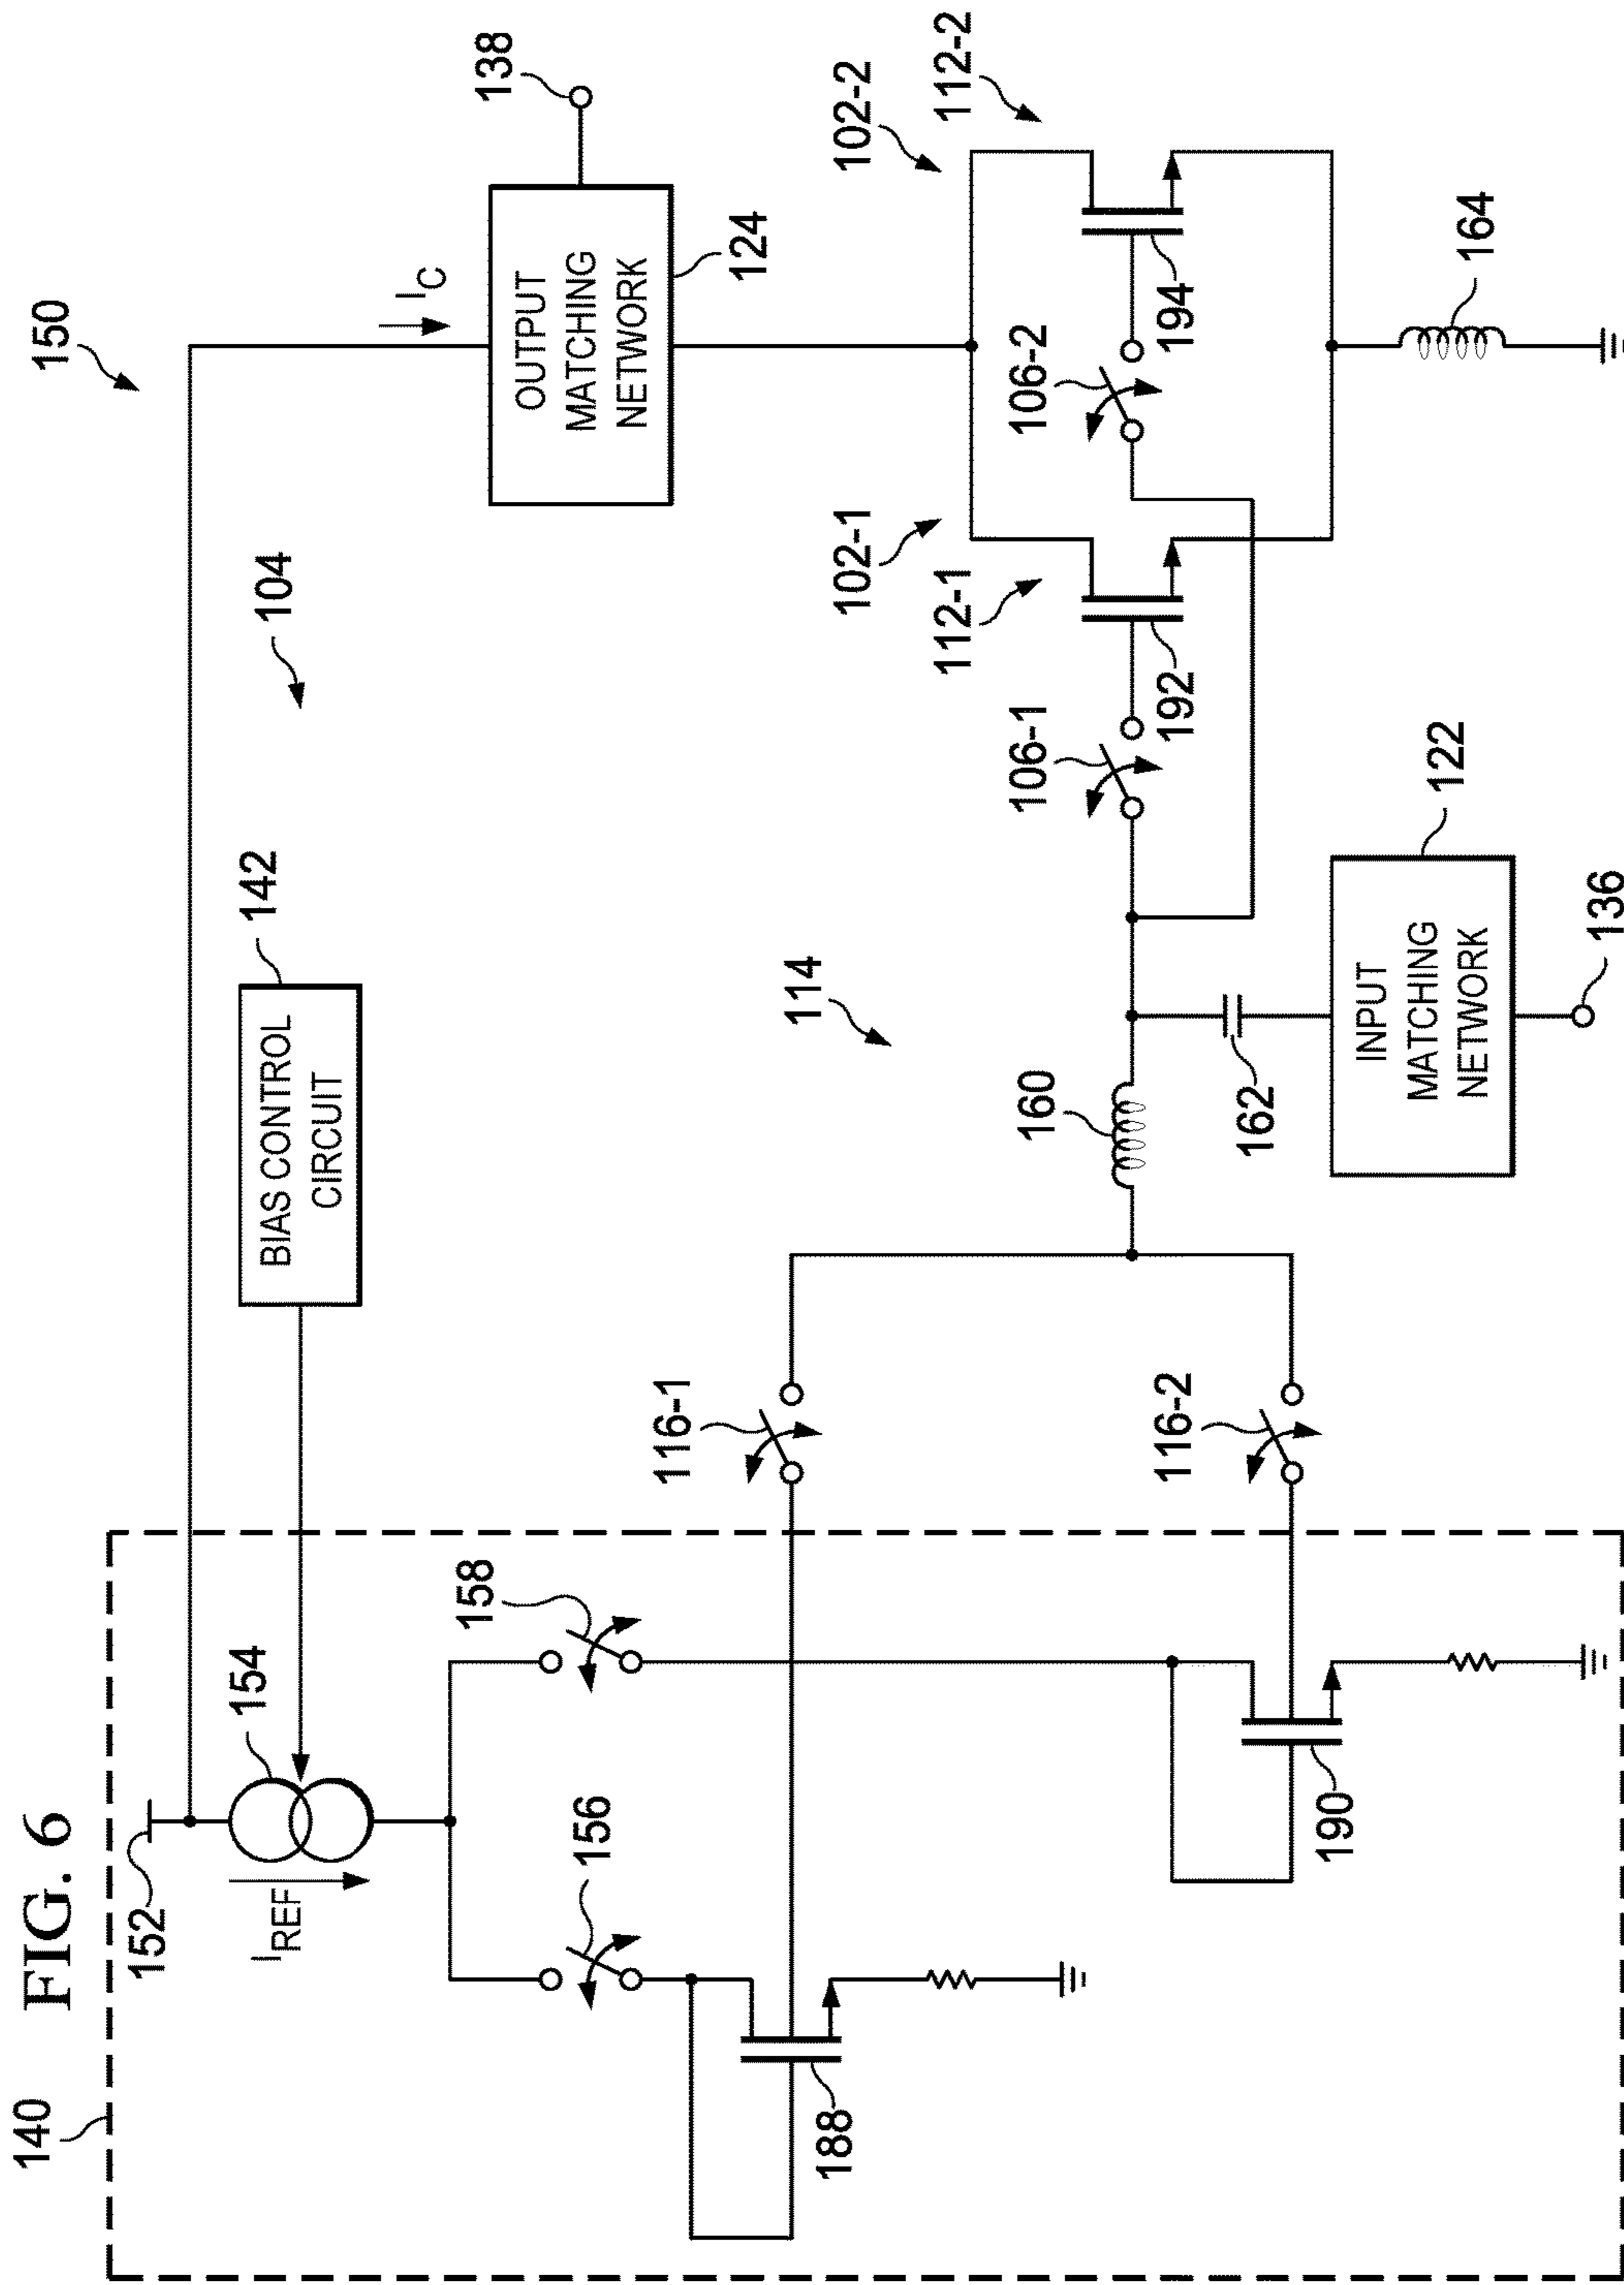 FIG. 6
150
140
152
154
I_REF
142
BIAS CONTROL
CIRCUIT
104
I_C
138
OUTPUT
MATCHING
NETWORK
124
156
158
116-1
114
102-1
102-2
112-1
112-2
188
160
106-1
106-2
192
194
116-2
162
190
164
INPUT
MATCHING
NETWORK
122
136